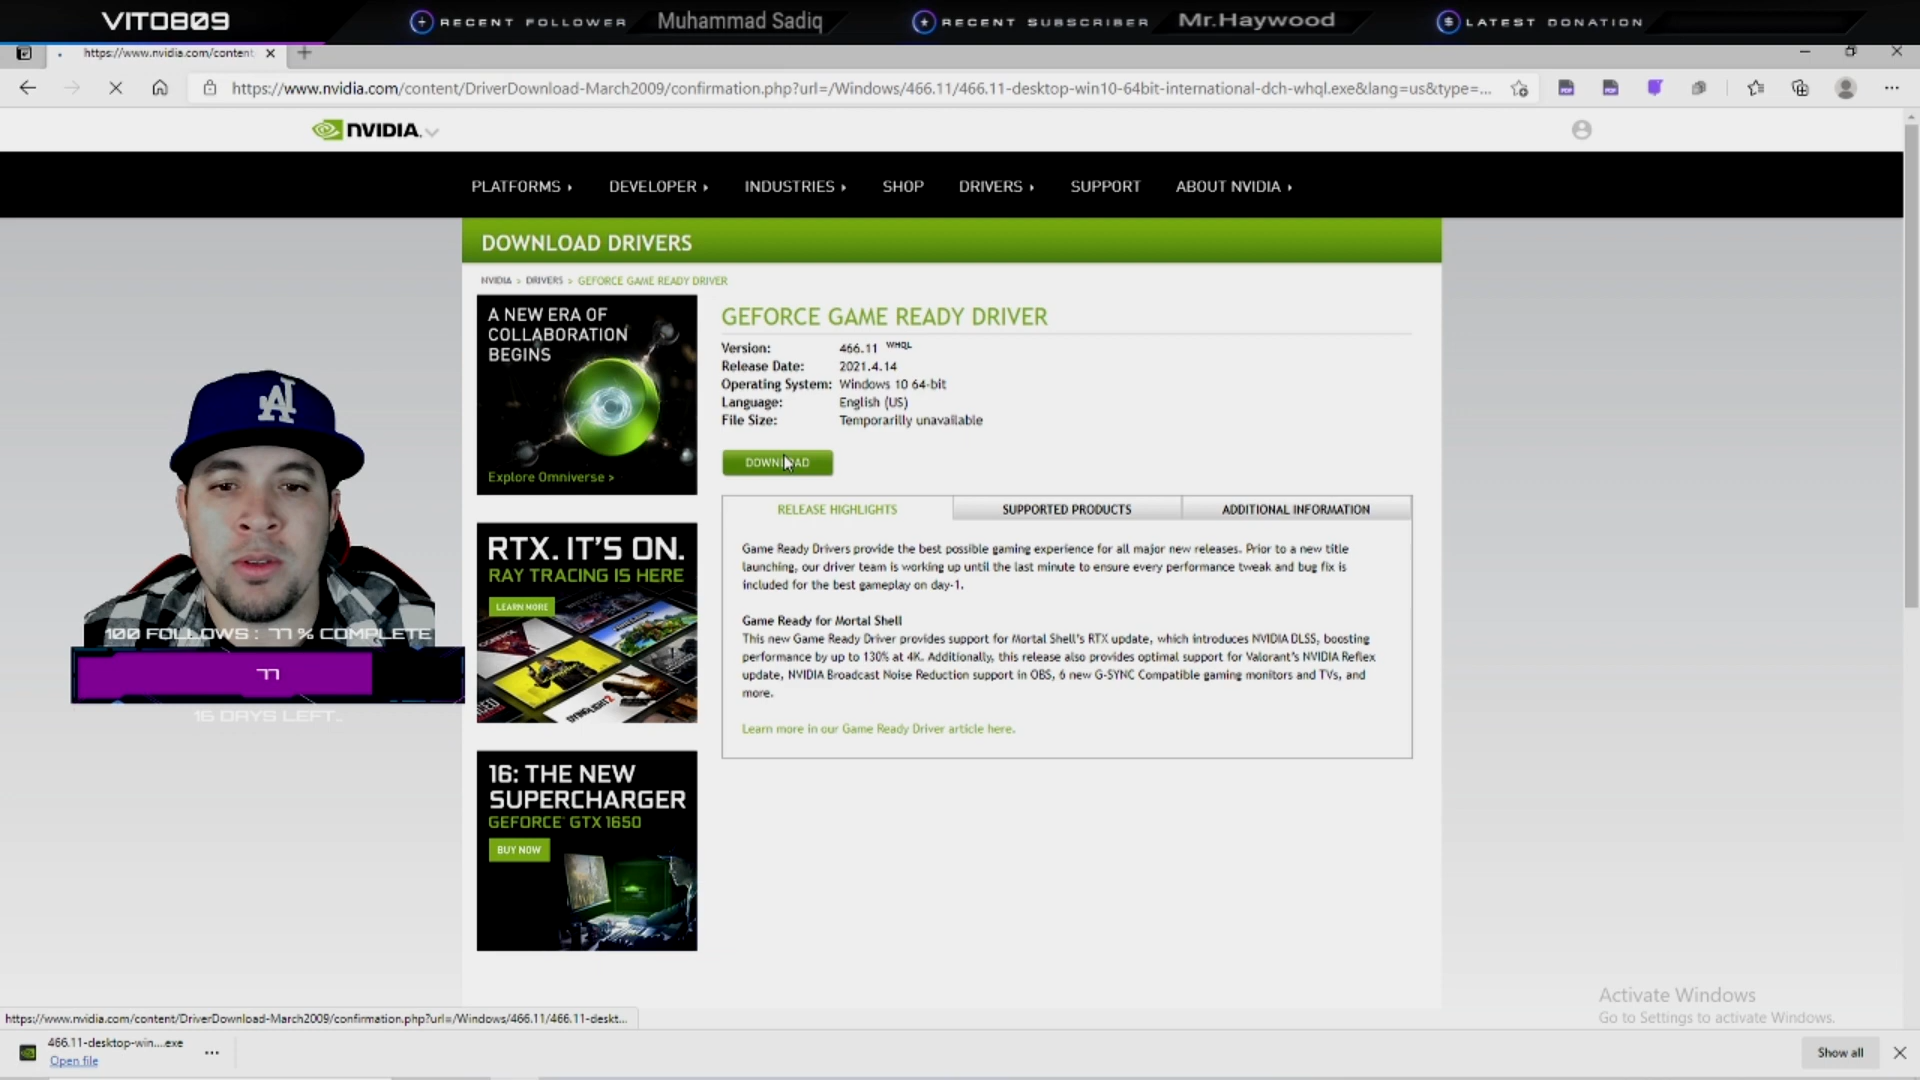 VITO809
RECENT FOLLOWER Muhammad Sadiq
RECENT SUBSCRIBER Mr.Haywood
LATEST DONATION
https://www.nvidia.com/content
https://www.nvidia.com/content/DriverDownload-March2009/confirmation.php?url=/Windows/466.11/466.11-desktop-win10-64bit-international-dch-whql.exe&lang=us&type=...
NVIDIA.
PLATFORMS DEVELOPER INDUSTRIES SHOP DRIVERS SUPPORT ABOUT NVIDIA
DOWNLOAD DRIVERS
NVIDIA > DRIVERS > GEFORCE GAME READY DRIVER
A NEW ERA OF
COLLABORATION
BEGINS
Explore Omniverse >
RTX. IT'S ON.
RAY TRACING IS HERE
LEARN MORE
DYING LIGHT 2
16: THE NEW
SUPERCHARGER
GEFORCE GTX 1650
BUY NOW
GEFORCE GAME READY DRIVER
Version: 466.11 WHQL
Release Date: 2021.4.14
Operating System: Windows 10 64-bit
Language: English (US)
File Size: Temporarilly unavailable
DOWNLOAD
RELEASE HIGHLIGHTS SUPPORTED PRODUCTS ADDITIONAL INFORMATION
Game Ready Drivers provide the best possible gaming experience for all major new releases. Prior to a new title
launching, our driver team is working up until the last minute to ensure every performance tweak and bug fix is
included for the best gameplay on day-1.
Game Ready for Mortal Shell
This new Game Ready Driver provides support for Mortal Shell's RTX update, which introduces NVIDIA DLSS, boosting
performance by up to 130% at 4K. Additionally, this release also provides optimal support for Valorant's NVIDIA Reflex
update, NVIDIA Broadcast Noise Reduction support in OBS, 6 new G-SYNC Compatible gaming monitors and TVs, and
more.
Learn more in our Game Ready Driver article here.
LA
100 FOLLOWS : 77 % COMPLETE
77
16 DAYS LEFT.
Activate Windows
Go to Settings to activate Windows.
https://www.nvidia.com/content/DriverDownload-March2009/confirmation.php?url=/Windows/466.11/466.11-deskt...
466.11-desktop-win....exe
Open file
Show all